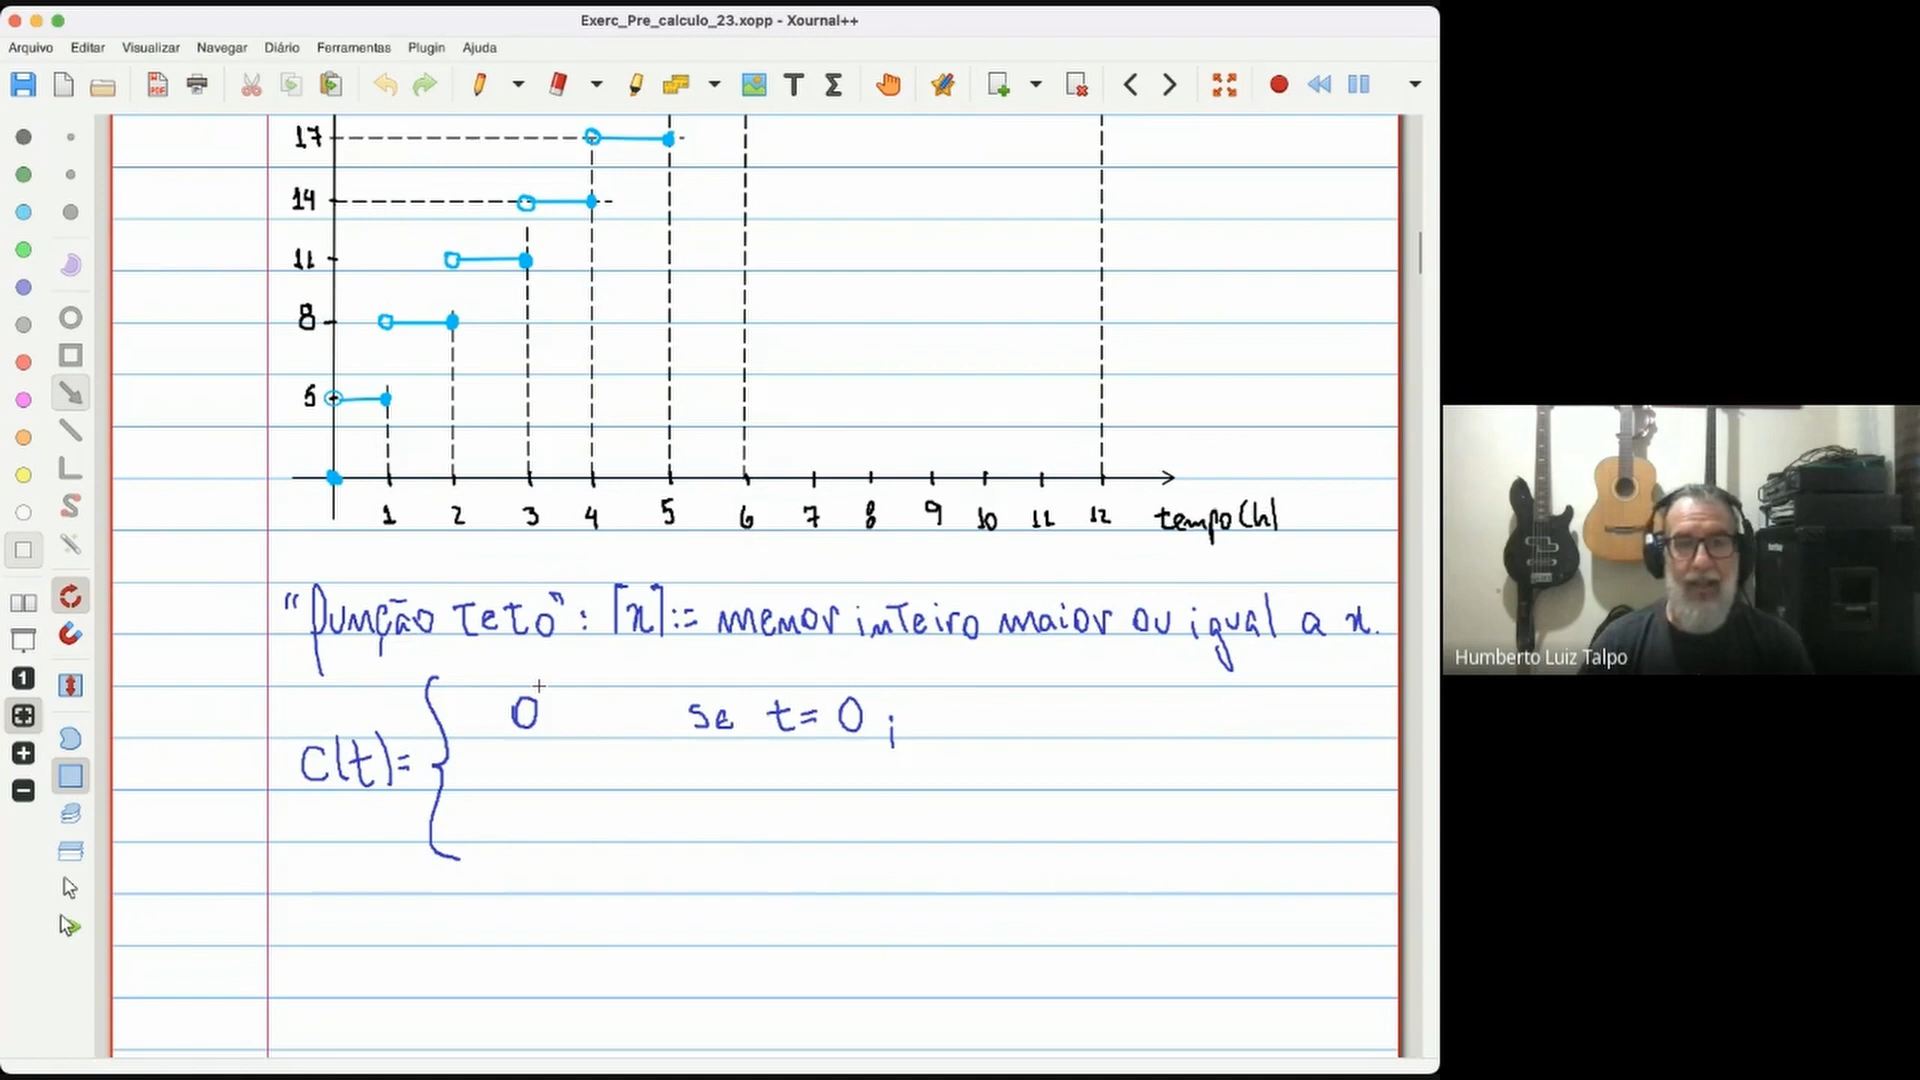 Exerc_Pre_calculo_23.xopp - Xournal++
Arquivo Editar Visualizar Navegar Diário Ferramentas Plugin Ajuda
17
14
11
8
5
1 2 3 4 5 6 7 8 9 10 11 12 tempo(h)
"Função Teto": ⌈x⌉:= menor inteiro maior ou igual a x.
0 se t=0;
C(t)= {
Humberto Luiz Talpo